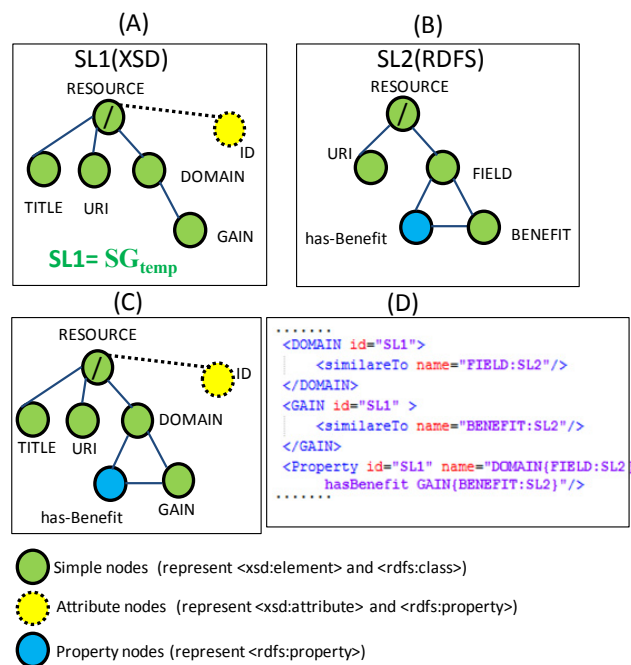 (A)
SL1(XSD)
RESOURCE
/
ID
DOMAIN
TITLE
URI
GAIN
SL1= SGtemp
(B)
SL2(RDFS)
RESOURCE
/
URI
FIELD
has-Benefit
BENEFIT
(C)
RESOURCE
/
ID
TITLE
URI
DOMAIN
has-Benefit
GAIN
(D)
.......
<DOMAIN id="SL1">
<similareTo name="FIELD:SL2"/>
</DOMAIN>
<GAIN id="SL1" >
<similareTo name="BENEFIT:SL2"/>
</GAIN>
<Property id="SL1" name="DOMAIN{FIELD:SL2}
hasBenefit GAIN{BENEFIT:SL2}"/>
.......
Simple nodes (represent <xsd:element> and <rdfs:class>)
Attribute nodes (represent <xsd:attribute> and <rdfs:property>)
Property nodes (represent <rdfs:property>)